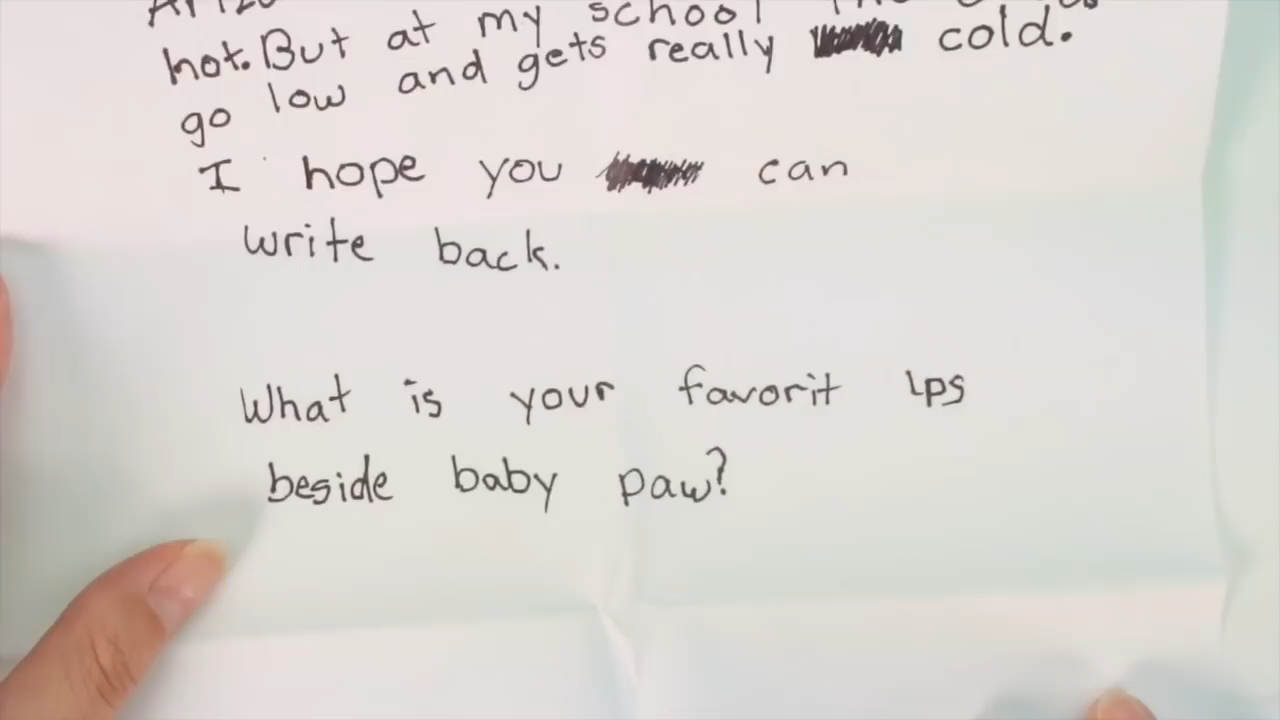 hot. But at my school
go low and gets really cold.
I hope you can
write back.
What is your favorit lps
beside baby paw?